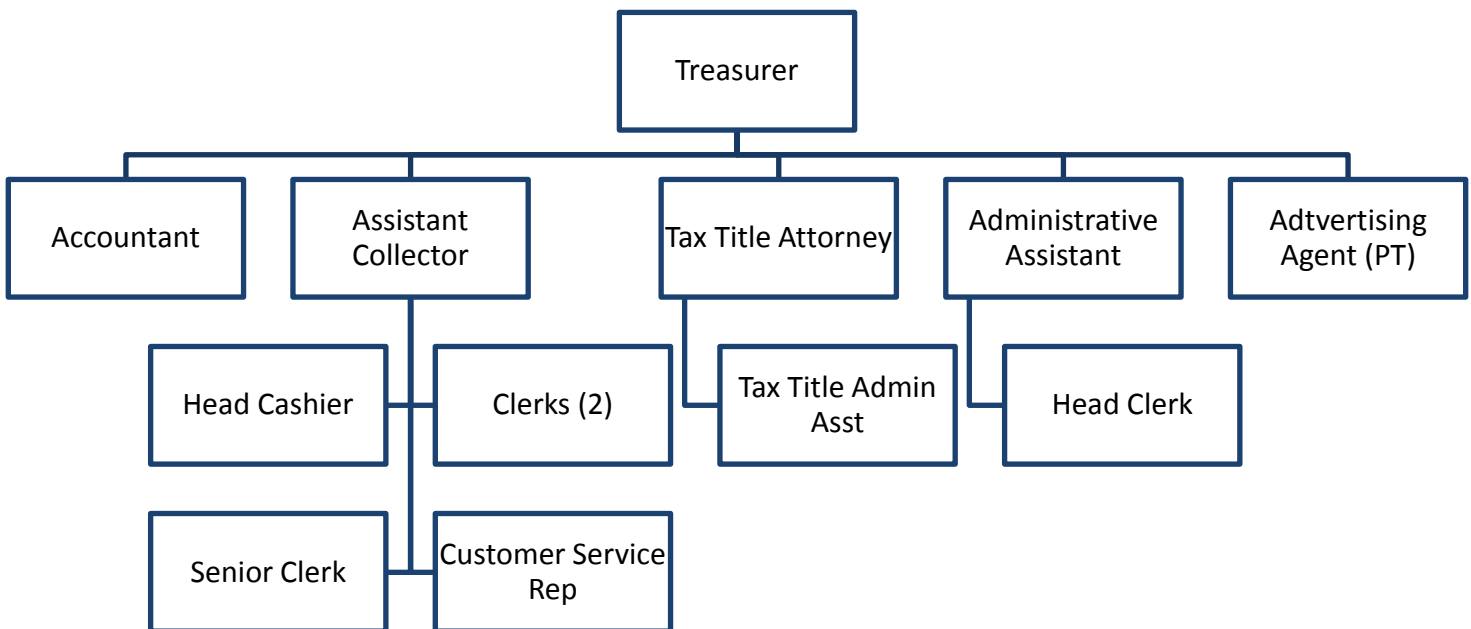 Treasurer
Accountant
Assistant
Collector
Tax Title Attorney
Administrative
Assistant
Adtvertising
Agent (PT)
Head Cashier
Clerks (2)
Tax Title Admin
Asst
Head Clerk
Senior Clerk
Customer Service
Rep